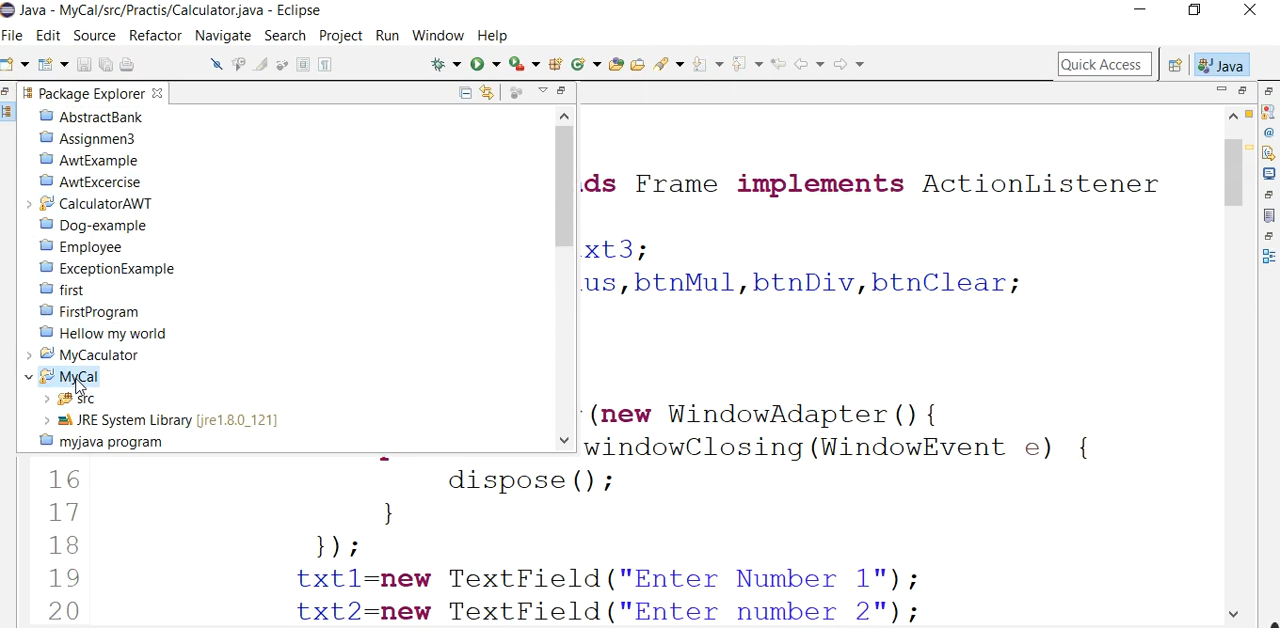 Java - MyCal/src/Practis/Calculator.java - Eclipse
File Edit Source Refactor Navigate Search Project Run Window Help
Quick Access Java
Package Explorer
AbstractBank
Assignmen3
AwtExample
AwtExcercise
CalculatorAWT
Dog-example
Employee
ExceptionExample
first
FirstProgram
Hellow my world
MyCaculator
MyCal
src
JRE System Library [jre1.8.0_121]
myjava program
ds Frame implements ActionListener
xt3;
us,btnMul,btnDiv,btnClear;
(new WindowAdapter(){
windowClosing(WindowEvent e) {
16 dispose();
17 }
18 });
19 txt1=new TextField("Enter Number 1");
20 txt2=new TextField("Enter number 2");